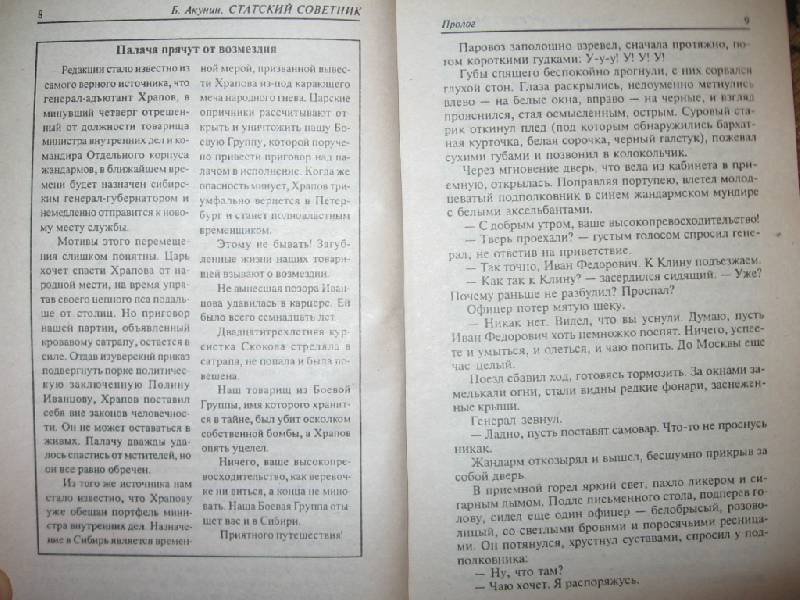 8
Б. Акунин. СТАТСКИЙ СОВЕТНИК
Палача прячут от возмездия
Редакции стало известно из
самого верного источника, что
генерал-адъютант Храпов, в
минувший четверг отрешен-
ный от должности товарища
министра внутренних дел и ко-
мандира Отдельного корпуса
жандармов, в ближайшем вре-
мени будет назначен сибирс-
ким генерал-губернатором и
немедленно отправится к ново-
му месту службы.
Мотивы этого перемеще-
ния слишком понятны. Царь
хочет спасти Храпова от на-
родной мести, на время упря-
тав своего цепного пса подаль-
ше от столиц. Но приговор
нашей партии, объявленный
кровавому сатрапу, остается в
силе. Отдав изуверский приказ
подвергнуть порке политичес-
кую заключенную Полину
Иванцову, Храпов поставил
себя вне законов человечнос-
ти. Он не может оставаться в
живых. Палачу дважды уда-
лось спастись от мстителей, но
он все равно обречен.
Из того же источника нам
стало известно, что Храпову
уже обещан портфель мини-
стра внутренних дел. Назначе-
ние в Сибирь является времен-
ной мерой, призванной вывес-
ти Храпова из-под карающего
меча народного гнева. Царские
опричники рассчитывают от-
крыть и уничтожить нашу Бо-
евую Группу, которой поруче-
но привести приговор над па-
лачом в исполнение. Когда же
опасность минует, Храпов три-
умфально вернется в Петер-
бург и станет полновластным
временщиком.
Этому не бывать! Загуб-
ленные жизни наших товари-
щей взывают о возмездии.
Не вынесшая позора Иван-
цова удавилась в карцере. Ей
было всего семнадцать лет.
Двадцатитрехлетняя кур-
систка Скокова стреляла в
сатрапа, не попала и была по-
вешена.
Наш товарищ из Боевой
Группы, имя которого хранит-
ся в тайне, был убит осколком
собственной бомбы, а Храпов
опять уцелел.
Ничего, ваше высокопре-
восходительство, как веревоч-
ке ни виться, а конца не мино-
вать. Наша Боевая Группа оты-
щет вас и в Сибири.
Приятного путешествия!
Пролог
9
Паровоз заполошно взревел, сначала протяжно, по-
том короткими гудками: У-у-у! У! У! У!
Губы спящего беспокойно дрогнули, с них сорвался
глухой стон. Глаза раскрылись, недоуменно метнулись
влево — на белые окна, вправо — на черные, и взгляд
прояснился, стал осмысленным, острым. Суровый ста-
рик откинул плед (под которым обнаружились бархат-
ная курточка, белая сорочка, черный галстук), пожевал
сухими губами и позвонил в колокольчик.
Через мгновение дверь, что вела из кабинета в при-
емную, открылась. Поправляя портупею, влетел молод-
цеватый подполковник в синем жандармском мундире
с белыми аксельбантами.
— С добрым утром, ваше высокопревосходительство!
— Тверь проехали? — густым голосом спросил гене-
рал, не ответив на приветствие.
— Так точно, Иван Федорович. К Клину подъезжаем.
— Как так к Клину? — засердился сидящий. — Уже?
Почему раньше не разбудил? Проспал?
Офицер потер мятую щеку.
— Никак нет. Видел, что вы уснули. Думаю, пусть
Иван Федорович хоть немножко поспят. Ничего, успее-
те и умыться, и одеться, и чаю попить. До Москвы еще
час целый.
Поезд сбавил ход, готовясь тормозить. За окнами за-
мелькали огни, стали видны редкие фонари, заснежен-
ные крыши.
Генерал зевнул.
— Ладно, пусть поставят самовар. Что-то не проснусь
никак.
Жандарм откозырял и вышел, бесшумно прикрыв за
собой дверь.
В приемной горел яркий свет, пахло ликером и си-
гарным дымом. Подле письменного стола, подперев го-
лову, сидел еще один офицер — белобрысый, розово-
лицый, со светлыми бровями и поросячьими ресница-
ми. Он потянулся, хрустнул суставами, спросил у под-
полковника:
— Ну, что там?
— Чаю хочет. Я распоряжусь.